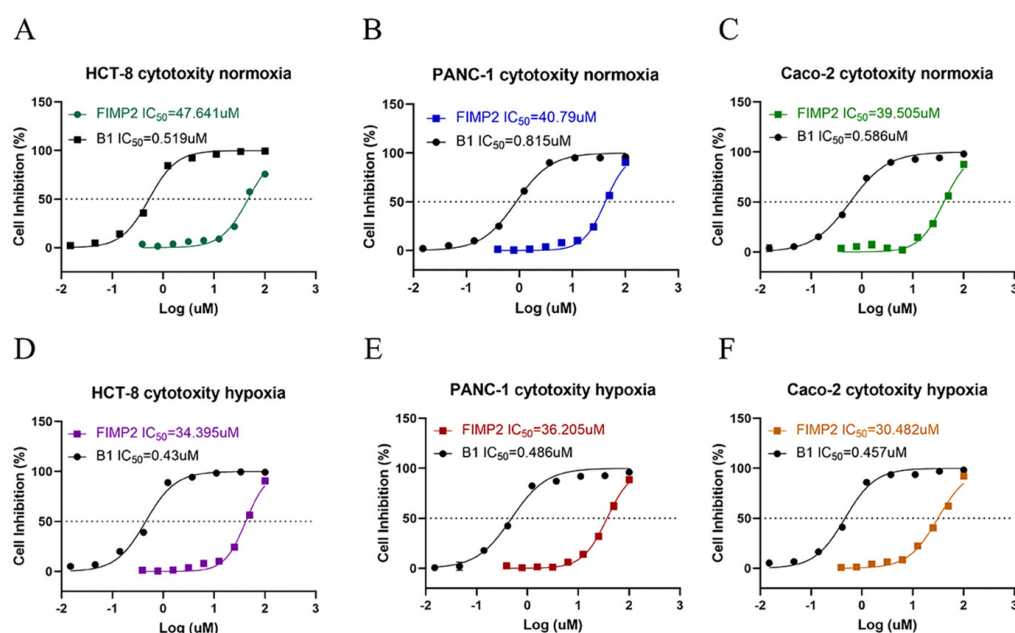 A
HCT-8 cytotoxity normoxia
FIMP2 IC50=47.641uM
B1 IC50=0.519uM
Cell Inhibition (%)
150
100
50
0
-2 -1 0 1 2 3
Log (uM)
B
PANC-1 cytotoxity normoxia
FIMP2 IC50=40.79uM
B1 IC50=0.815uM
Cell Inhibition (%)
150
100
50
0
-2 -1 0 1 2 3
Log (uM)
C
Caco-2 cytotoxity normoxia
FIMP2 IC50=39.505uM
B1 IC50=0.586uM
Cell Inhibition (%)
150
100
50
0
-2 -1 0 1 2 3
Log (uM)
D
HCT-8 cytotoxity hypoxia
FIMP2 IC50=34.395uM
B1 IC50=0.43uM
Cell Inhibition (%)
150
100
50
0
-2 -1 0 1 2 3
Log (uM)
E
PANC-1 cytotoxity hypoxia
FIMP2 IC50=36.205uM
B1 IC50=0.486uM
Cell Inhibition (%)
150
100
50
0
-2 -1 0 1 2 3
Log (uM)
F
Caco-2 cytotoxity hypoxia
FIMP2 IC50=30.482uM
B1 IC50=0.457uM
Cell Inhibition (%)
150
100
50
0
-2 -1 0 1 2 3
Log (uM)